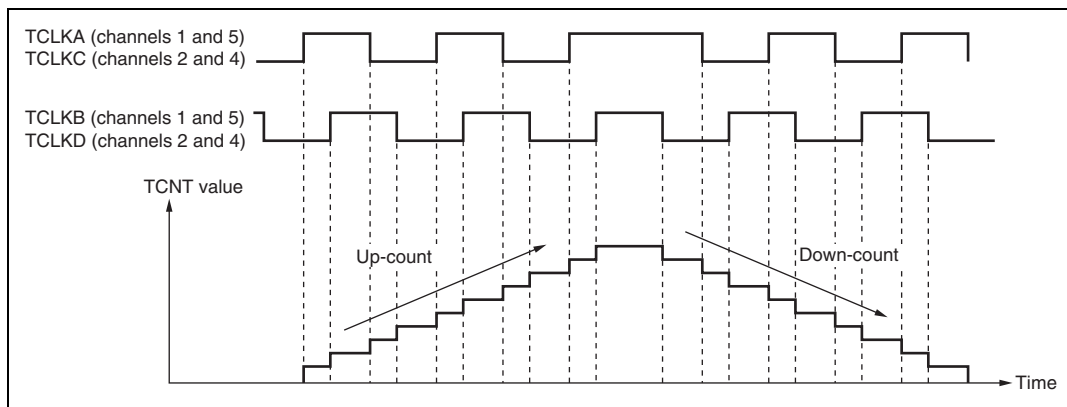 TCLKA (channels 1 and 5)
TCLKC (channels 2 and 4)
TCLKB (channels 1 and 5)
TCLKD (channels 2 and 4)
TCNT value
Up-count
Down-count
Time